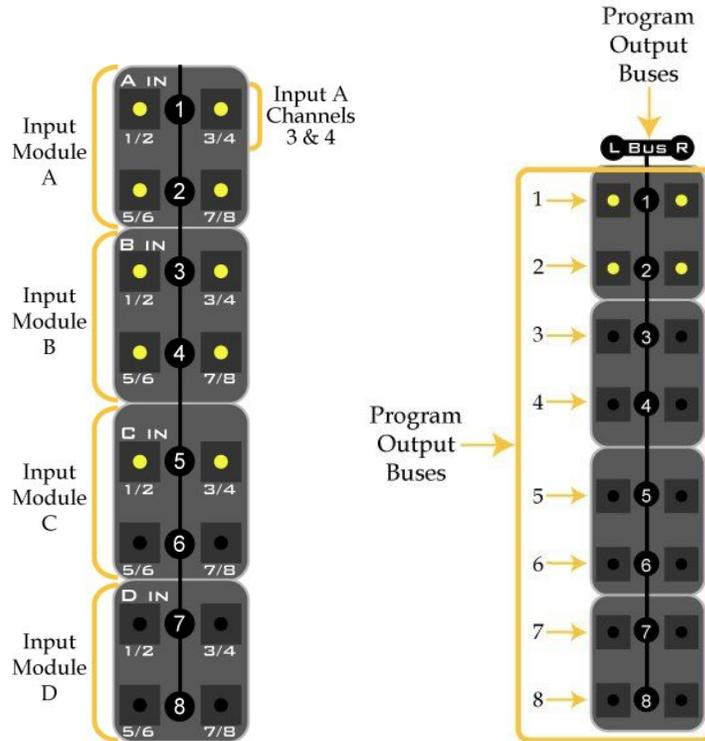 Program
Output
Buses
A IN
1
1/2
3/4
2
5/6
7/8
Input
Module
A
Input A
Channels
3 & 4
B IN
3
1/2
3/4
4
5/6
7/8
Input
Module
B
C IN
5
1/2
3/4
6
5/6
7/8
Input
Module
C
D IN
7
1/2
3/4
8
5/6
7/8
Input
Module
D
L Bus R
1
1
2
2
3
3
4
4
5
5
6
6
7
7
8
8
Program
Output
Buses